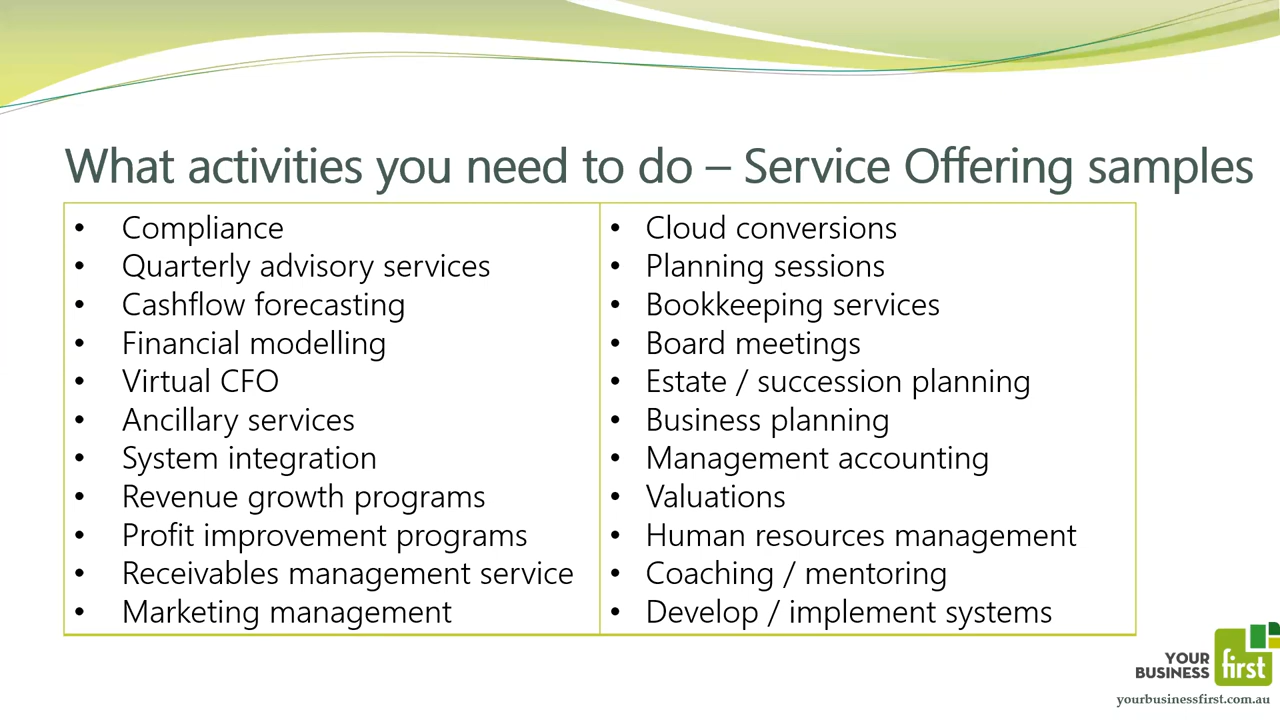 What activities you need to do – Service Offering samples
• Compliance
• Quarterly advisory services
• Cashflow forecasting
• Financial modelling
• Virtual CFO
• Ancillary services
• System integration
• Revenue growth programs
• Profit improvement programs
• Receivables management service
• Marketing management
• Cloud conversions
• Planning sessions
• Bookkeeping services
• Board meetings
• Estate / succession planning
• Business planning
• Management accounting
• Valuations
• Human resources management
• Coaching / mentoring
• Develop / implement systems
YOUR
BUSINESS first
yourbusinessfirst.com.au